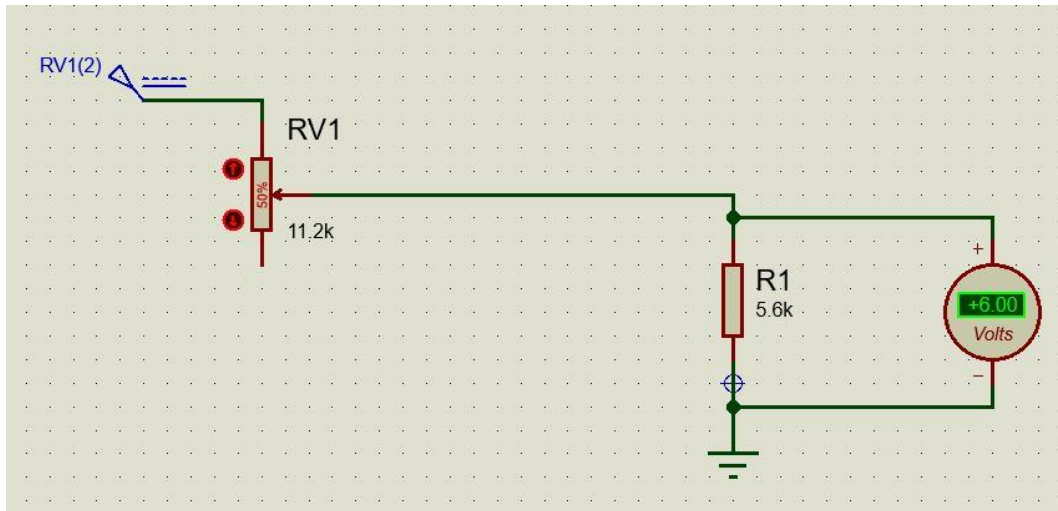 RV1(2)
RV1
50%
11.2k
R1
5.6k
+
+6.00
Volts
−